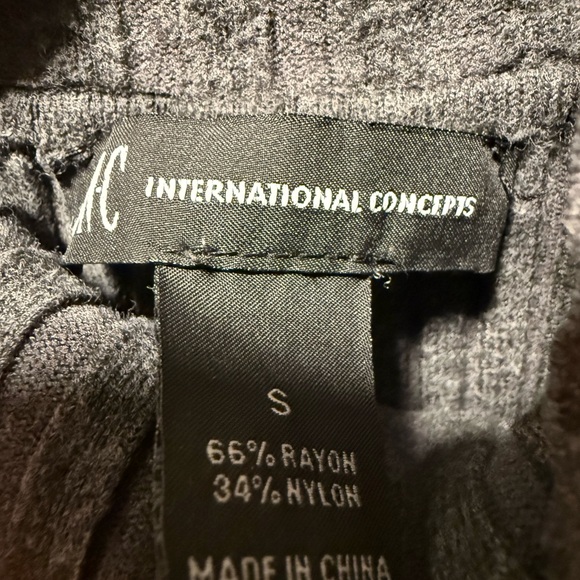 INTERNATIONAL CONCEPTS
S
66% RAYON
34% NYLON
MADE IN CHINA